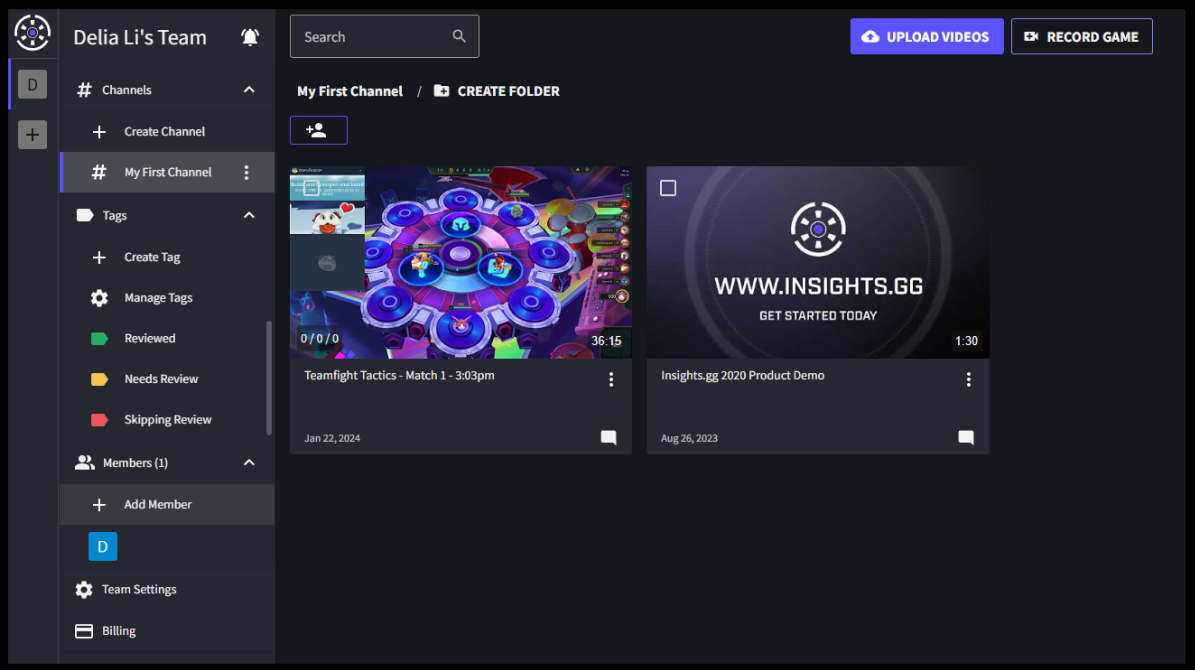 Delia Li's Team
Search
UPLOAD VIDEOS
RECORD GAME
D
Channels
My First Channel / CREATE FOLDER
Create Channel
My First Channel
Tags
Create Tag
Manage Tags
Reviewed
Needs Review
Skipping Review
Members (1)
Add Member
D
Team Settings
Billing
0/0/0
36:15
Teamfight Tactics - Match 1 - 3:03pm
Jan 22, 2024
WWW.INSIGHTS.GG
GET STARTED TODAY
1:30
Insights.gg 2020 Product Demo
Aug 26, 2023